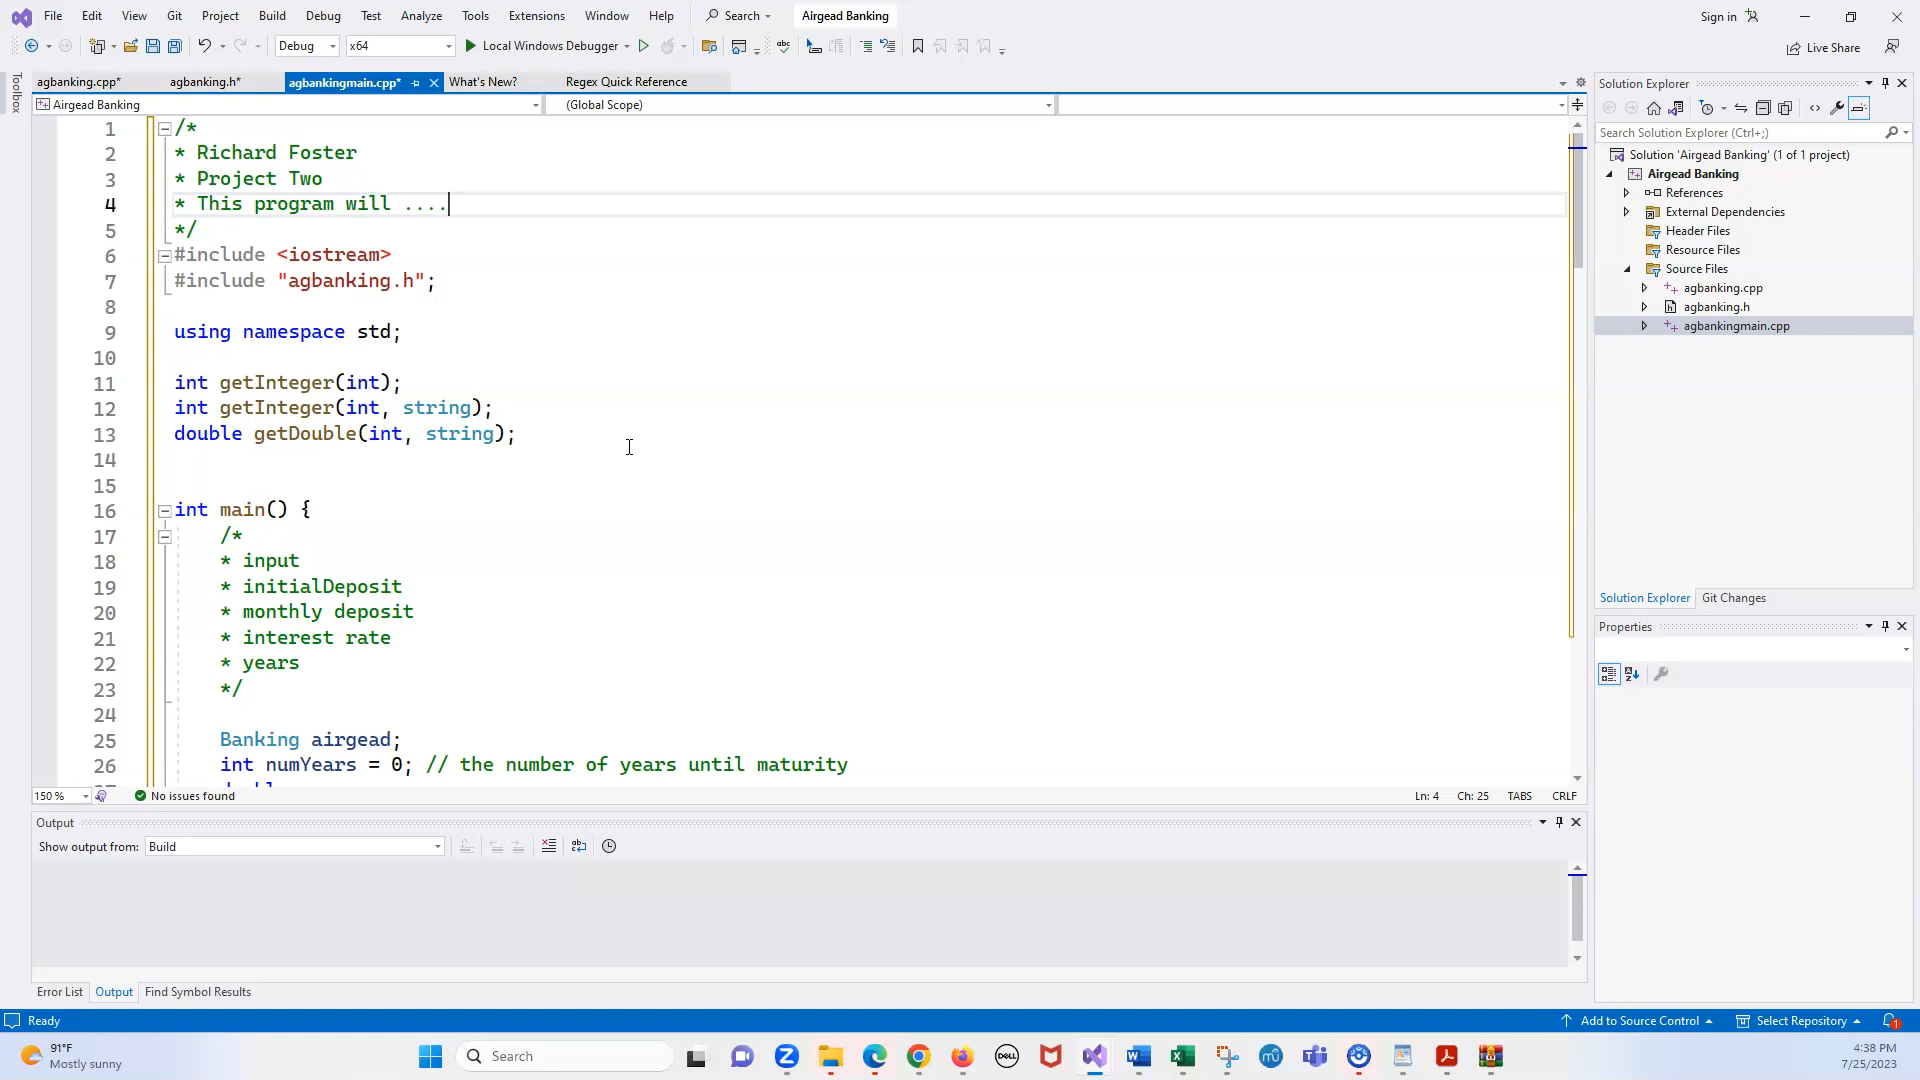 File Edit View Git Project Build Debug Test Analyze Tools Extensions Window Help Search Airgead Banking Sign in
Debug x64 Local Windows Debugger Live Share
Toolbox
agbanking.cpp* agbanking.h* agbankingmain.cpp* What's New? Regex Quick Reference
Airgead Banking (Global Scope)
1 /*
2 * Richard Foster
3 * Project Two
4 * This program will ....
5 */
6 #include <iostream>
7 #include "agbanking.h";
8
9 using namespace std;
10
11 int getInteger(int);
12 int getInteger(int, string);
13 double getDouble(int, string);
14
15
16 int main() {
17 /*
18 * input
19 * initialDeposit
20 * monthly deposit
21 * interest rate
22 * years
23 */
24
25 Banking airgead;
26 int numYears = 0; // the number of years until maturity
150 % No issues found Ln: 4 Ch: 25 TABS CRLF
Output
Show output from: Build
Error List Output Find Symbol Results
Solution Explorer
Search Solution Explorer (Ctrl+;)
Solution 'Airgead Banking' (1 of 1 project)
Airgead Banking
References
External Dependencies
Header Files
Resource Files
Source Files
agbanking.cpp
agbanking.h
agbankingmain.cpp
Solution Explorer Git Changes
Properties
Ready Add to Source Control Select Repository 1
91°F
Mostly sunny
Search
DELL
4:38 PM
7/25/2023